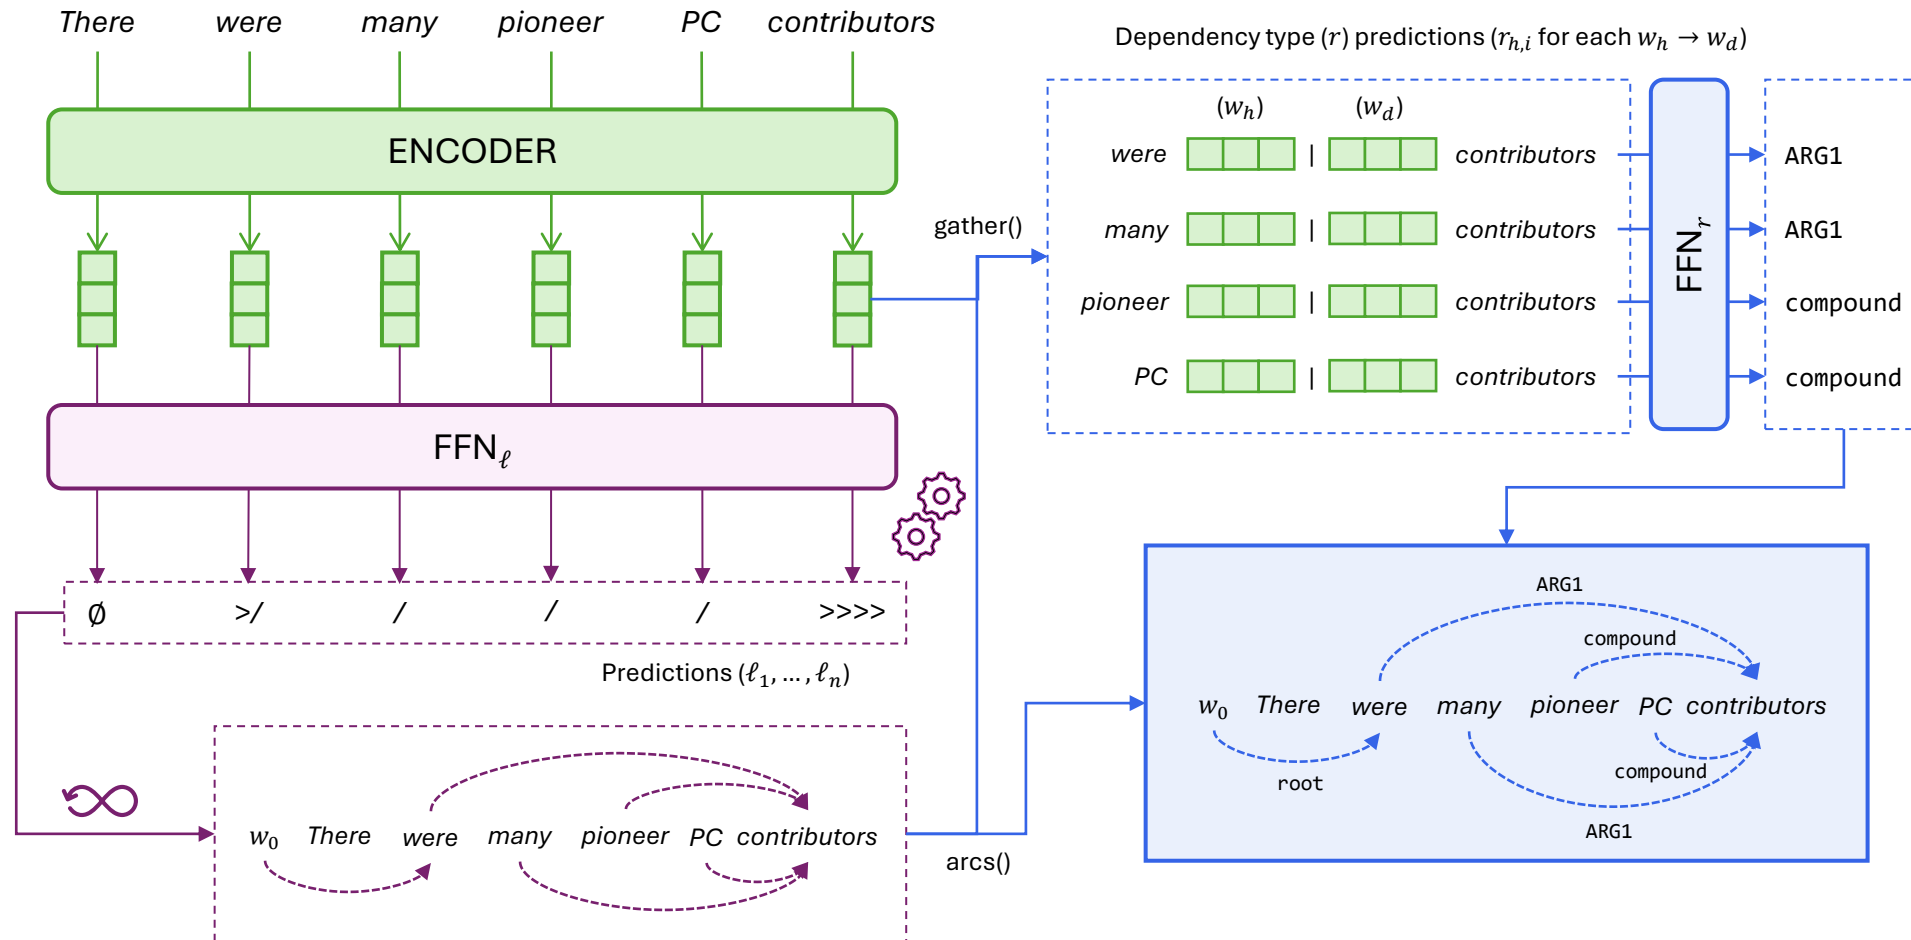 There were many pioneer PC contributors
ENCODER
FFNℓ
∅ >/ / / / >>>>
Predictions (ℓ1, …, ℓn)
w0 There were many pioneer PC contributors
gather()
arcs()
Dependency type (r) predictions (rh,i for each wh → wd)
(wh) (wd)
were | contributors
many | contributors
pioneer | contributors
PC | contributors
FFNr
ARG1
ARG1
compound
compound
ARG1
compound
w0 There were many pioneer PC contributors
compound
root
ARG1